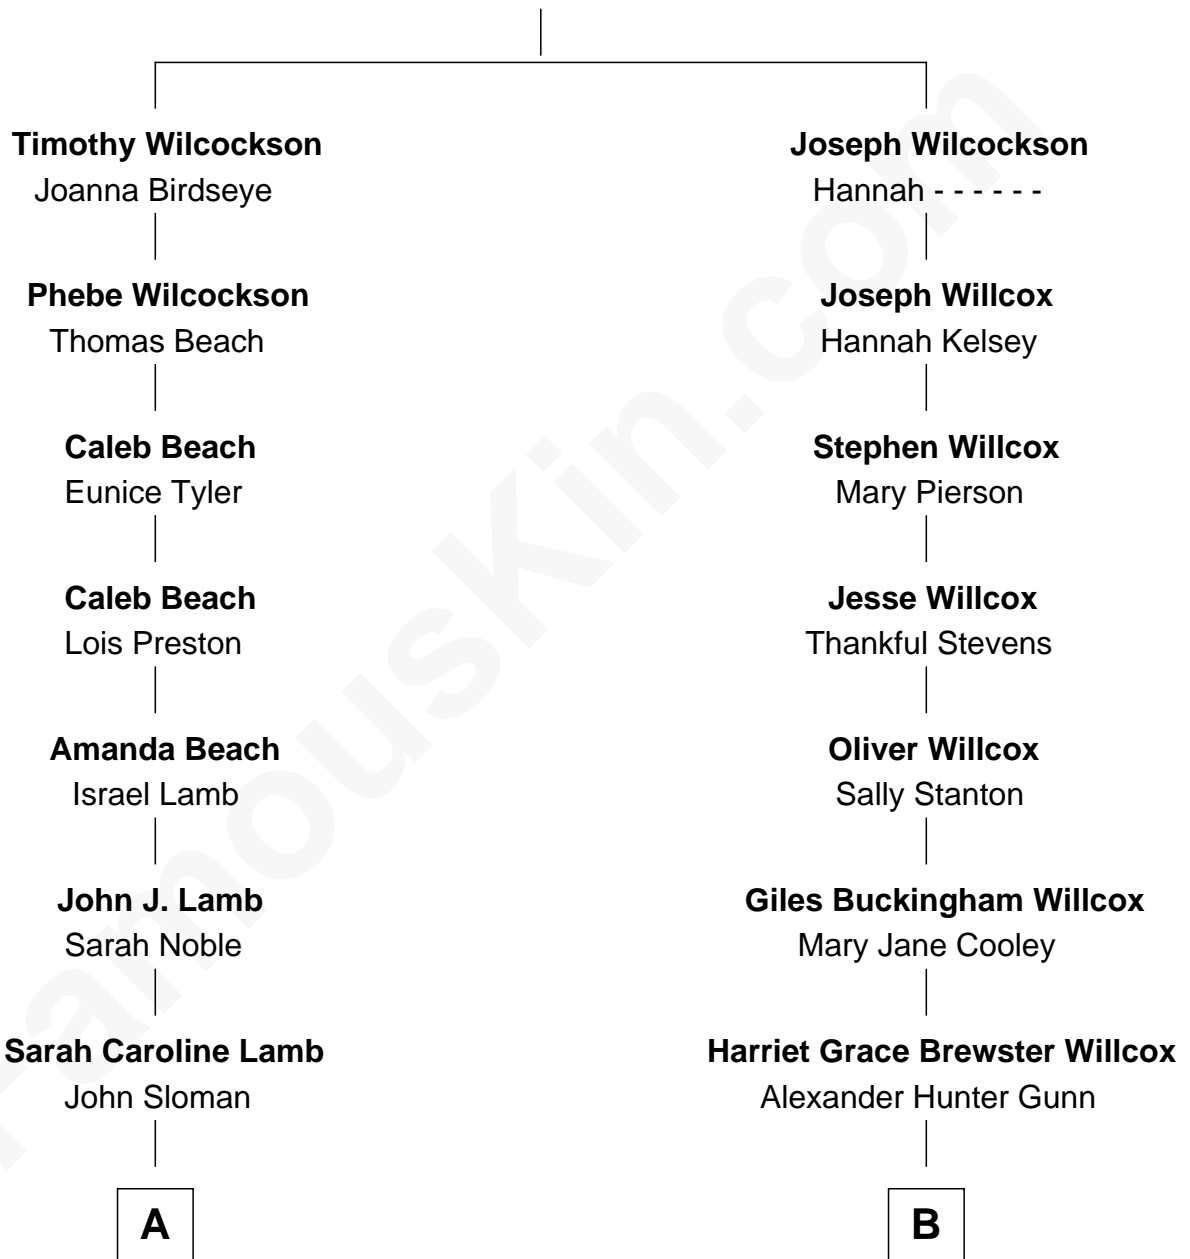 Timothy Wilcockson
Joanna Birdseye
Phebe Wilcockson
Thomas Beach
Caleb Beach
Eunice Tyler
Caleb Beach
Lois Preston
Amanda Beach
Israel Lamb
John J. Lamb
Sarah Noble
Sarah Caroline Lamb
John Sloman
A
Joseph Wilcockson
Hannah - - - - - -
Joseph Willcox
Hannah Kelsey
Stephen Willcox
Mary Pierson
Jesse Willcox
Thankful Stevens
Oliver Willcox
Sally Stanton
Giles Buckingham Willcox
Mary Jane Cooley
Harriet Grace Brewster Willcox
Alexander Hunter Gunn
B
FamousKin.com